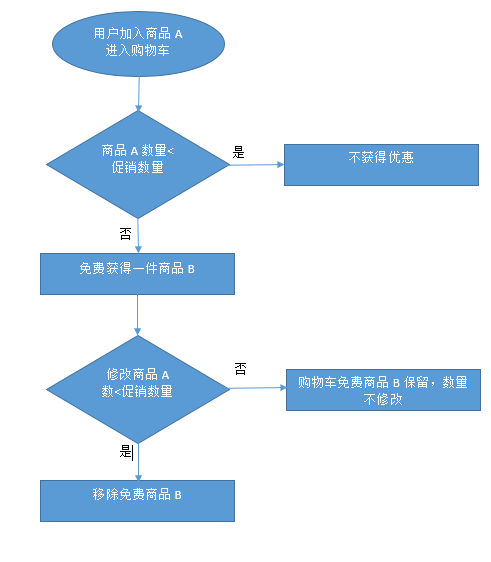 用户加入商品 A
进入购物车
商品 A 数量<
促销数量
是
不获得优惠
否
免费获得一件商品 B
修改商品 A
数<促销数量
否
购物车免费商品 B 保留，数量
不修改
是
移除免费商品 B